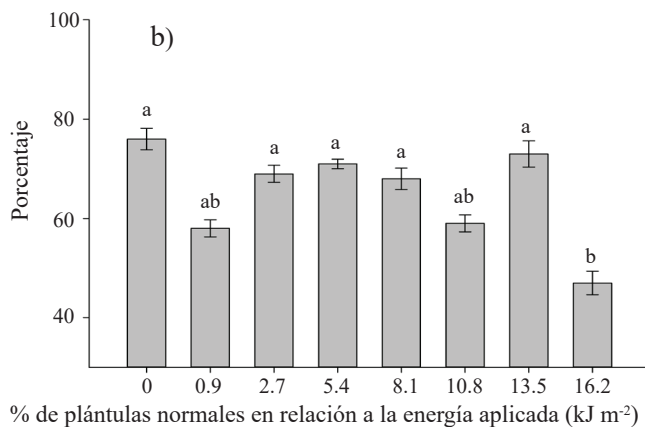 b)
100
80
60
40
Porcentaje
a
ab
a
a
a
ab
a
b
0 0.9 2.7 5.4 8.1 10.8 13.5 16.2
% de plántulas normales en relación a la energía aplicada (kJ m⁻²)